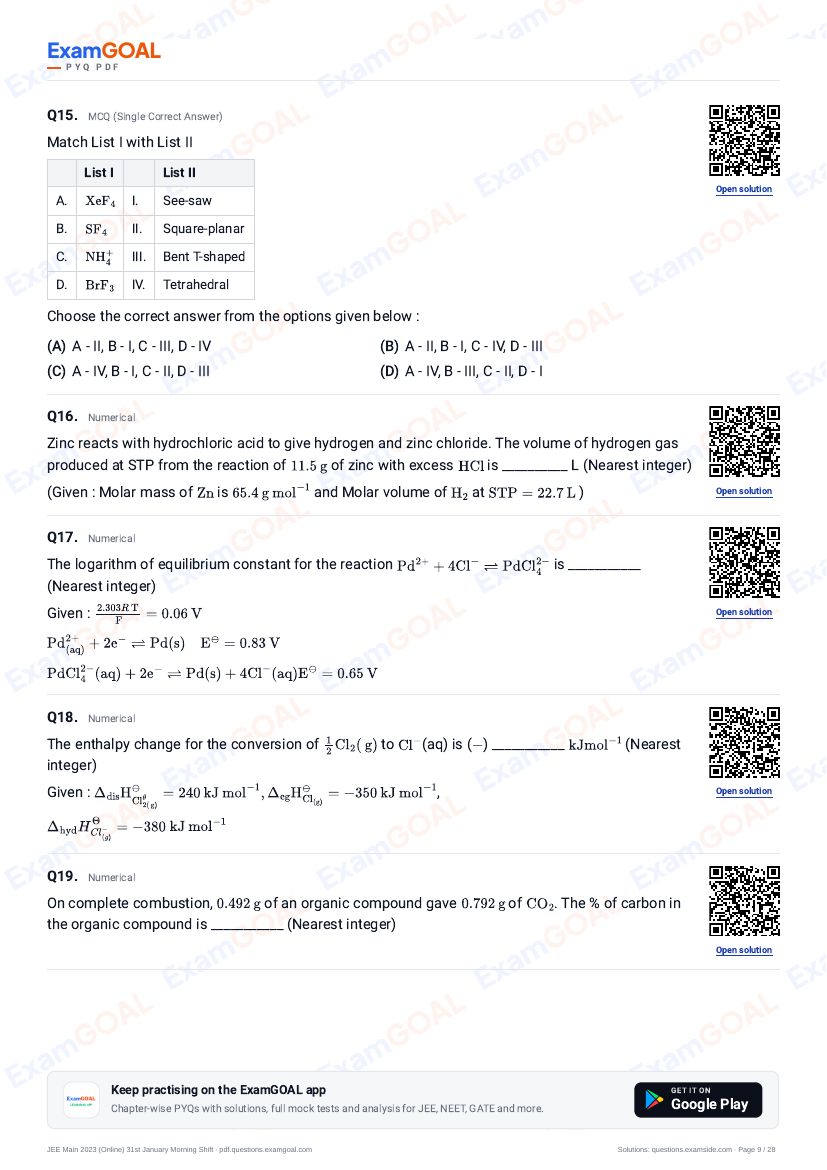 ExamGOAL
PYQ PDF
Q15. MCQ (Single Correct Answer)
Match List I with List II
List I List II
A. XeF₄ I. See-saw
B. SF₄ II. Square-planar
C. NH₄⁺ III. Bent T-shaped
D. BrF₃ IV. Tetrahedral
Open solution
Choose the correct answer from the options given below :
(A) A - II, B - I, C - III, D - IV (B) A - II, B - I, C - IV, D - III
(C) A - IV, B - I, C - II, D - III (D) A - IV, B - III, C - II, D - I
Q16. Numerical
Zinc reacts with hydrochloric acid to give hydrogen and zinc chloride. The volume of hydrogen gas
produced at STP from the reaction of 11.5 g of zinc with excess HCl is __________ L (Nearest integer)
(Given : Molar mass of Zn is 65.4 g mol⁻¹ and Molar volume of H₂ at STP = 22.7 L )
Open solution
Q17. Numerical
The logarithm of equilibrium constant for the reaction Pd²⁺ + 4Cl⁻ ⇌ PdCl₄²⁻ is ___________
(Nearest integer)
Given : 2.303RT/F = 0.06 V
Pd²⁺(aq) + 2e⁻ ⇌ Pd(s) E⊖ = 0.83 V
PdCl₄²⁻(aq) + 2e⁻ ⇌ Pd(s) + 4Cl⁻(aq)E⊖ = 0.65 V
Open solution
Q18. Numerical
The enthalpy change for the conversion of 1/2 Cl₂( g) to Cl⁻(aq) is (−) ___________ kJmol⁻¹ (Nearest
integer)
Given : Δ_dis H⊖_Cl₂(g) = 240 kJ mol⁻¹, Δ_eg H⊖_Cl(g) = −350 kJ mol⁻¹,
Δ_hyd H⊖_Cl⁻(g) = −380 kJ mol⁻¹
Open solution
Q19. Numerical
On complete combustion, 0.492 g of an organic compound gave 0.792 g of CO₂. The % of carbon in
the organic compound is ___________ (Nearest integer)
Open solution
Keep practising on the ExamGOAL app
Chapter-wise PYQs with solutions, full mock tests and analysis for JEE, NEET, GATE and more.
GET IT ON
Google Play
JEE Main 2023 (Online) 31st January Morning Shift · pdf.questions.examgoal.com
Solutions: questions.examside.com · Page 9 / 28